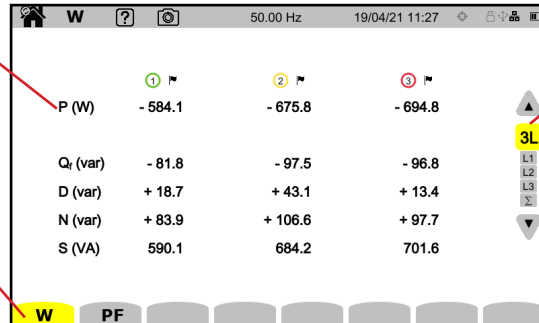 W ? 50.00 Hz 19/04/21 11:27
1 2 3
P (W) - 584.1 - 675.8 - 694.8
3L
Qf (var) - 81.8 - 97.5 - 96.8
L1
L2
D (var) + 18.7 + 43.1 + 13.4
L3
Σ
N (var) + 83.9 + 106.6 + 97.7
S (VA) 590.1 684.2 701.6
W PF